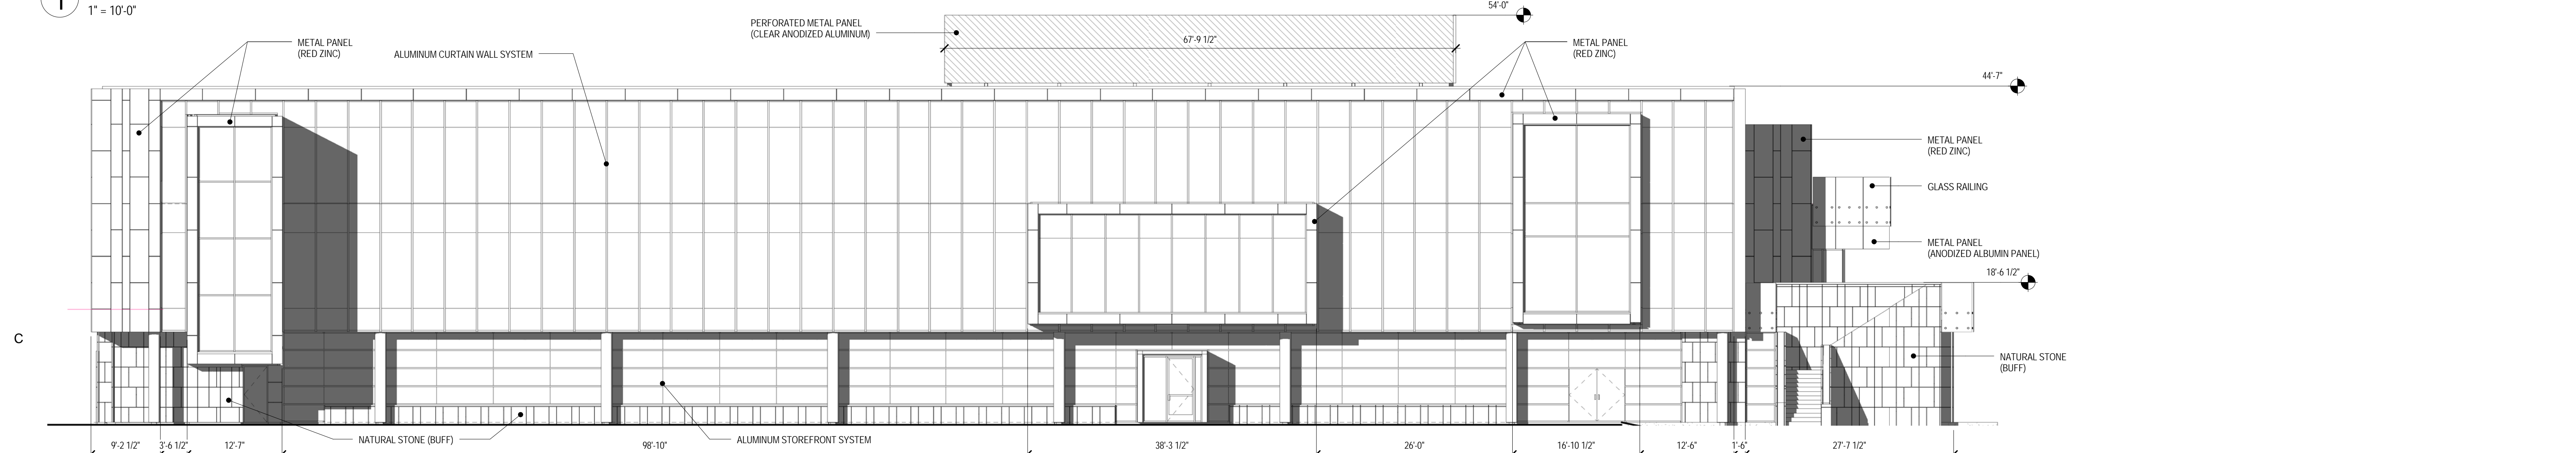 1
1" = 10'-0"
54'-0"
PERFORATED METAL PANEL
(CLEAR ANODIZED ALUMINUM)
67'-9 1/2"
METAL PANEL
(RED ZINC)
ALUMINUM CURTAIN WALL SYSTEM
METAL PANEL
(RED ZINC)
44'-7"
METAL PANEL
(RED ZINC)
GLASS RAILING
METAL PANEL
(ANODIZED ALBUMIN PANEL)
18'-6 1/2"
C
NATURAL STONE
(BUFF)
NATURAL STONE (BUFF)
ALUMINUM STOREFRONT SYSTEM
9'-2 1/2"
3'-6 1/2"
12'-7"
98'-10"
38'-3 1/2"
26'-0"
16'-10 1/2"
12'-6"
1'-6"
27'-7 1/2"